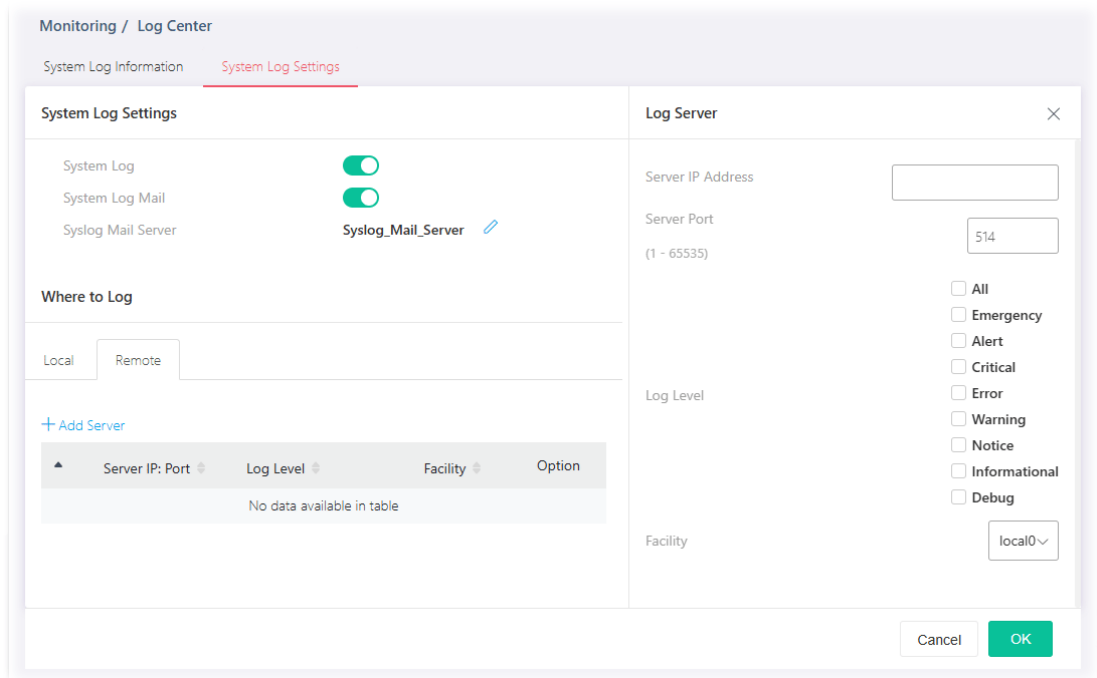 Monitoring / Log Center
System Log Information System Log Settings
System Log Settings
System Log
System Log Mail
Syslog Mail Server Syslog_Mail_Server
Where to Log
Local Remote
+ Add Server
Server IP: Port Log Level Facility Option
No data available in table
Log Server
Server IP Address
Server Port
(1 - 65535)
514
Log Level
All
Emergency
Alert
Critical
Error
Warning
Notice
Informational
Debug
Facility local0
Cancel OK